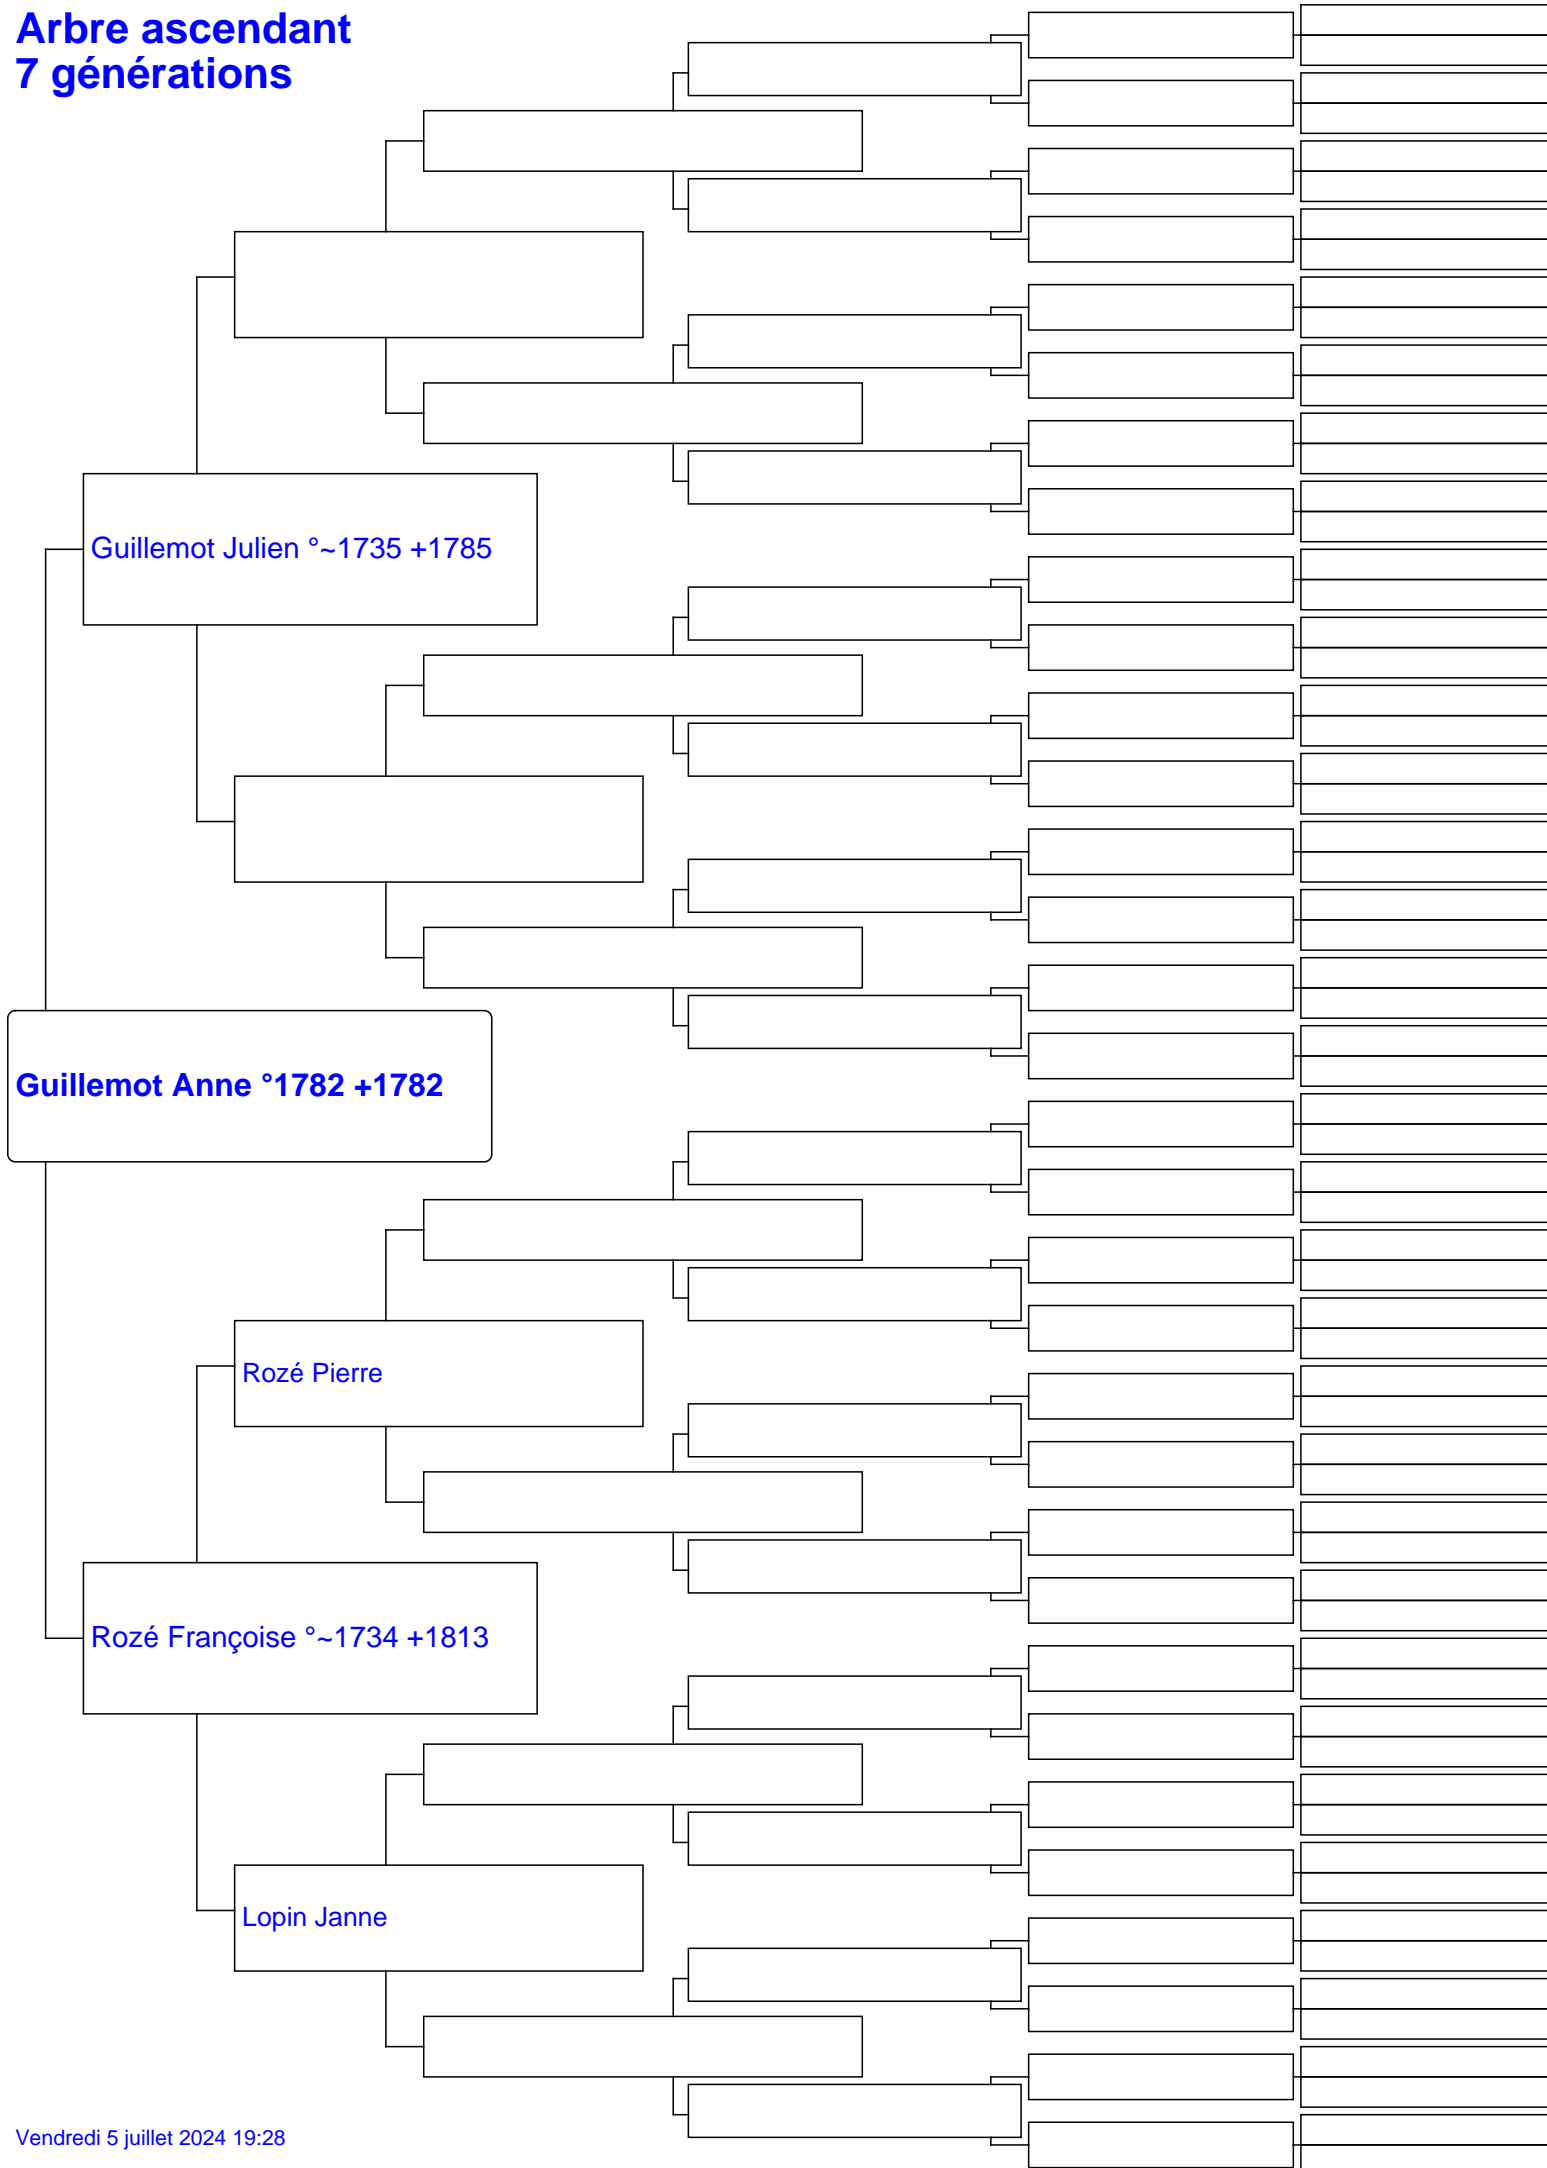 Arbre ascendant
7 générations
Guillemot Julien °~1735 +1785
Guillemot Anne °1782 +1782
Rozé Pierre
Rozé Françoise °~1734 +1813
Lopin Janne
Vendredi 5 juillet 2024 19:28